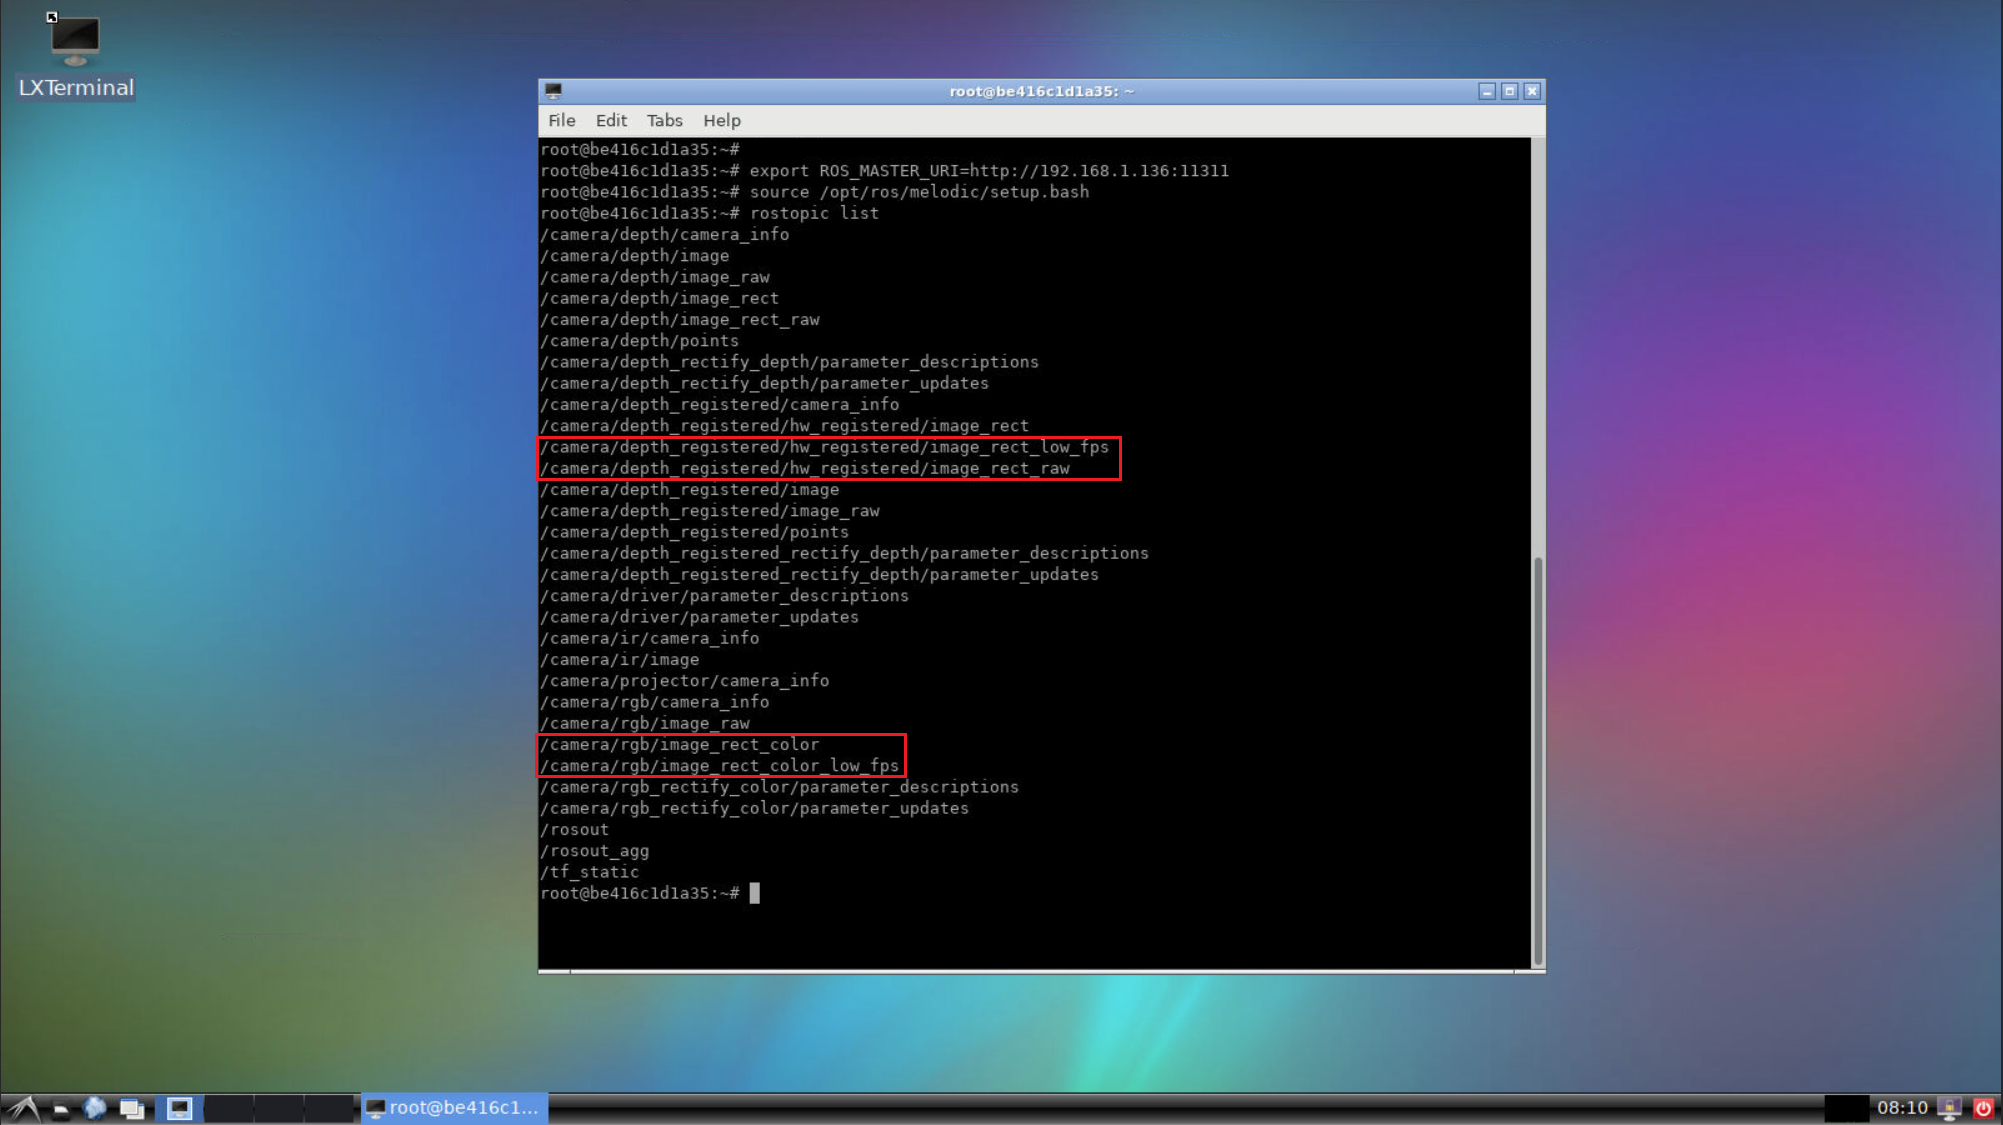 LXTerminal
root@be416c1d1a35: ~
File Edit Tabs Help
root@be416c1d1a35:~#
root@be416c1d1a35:~# export ROS_MASTER_URI=http://192.168.1.136:11311
root@be416c1d1a35:~# source /opt/ros/melodic/setup.bash
root@be416c1d1a35:~# rostopic list
/camera/depth/camera_info
/camera/depth/image
/camera/depth/image_raw
/camera/depth/image_rect
/camera/depth/image_rect_raw
/camera/depth/points
/camera/depth_rectify_depth/parameter_descriptions
/camera/depth_rectify_depth/parameter_updates
/camera/depth_registered/camera_info
/camera/depth_registered/hw_registered/image_rect
/camera/depth_registered/hw_registered/image_rect_low_fps
/camera/depth_registered/hw_registered/image_rect_raw
/camera/depth_registered/image
/camera/depth_registered/image_raw
/camera/depth_registered/points
/camera/depth_registered_rectify_depth/parameter_descriptions
/camera/depth_registered_rectify_depth/parameter_updates
/camera/driver/parameter_descriptions
/camera/driver/parameter_updates
/camera/ir/camera_info
/camera/ir/image
/camera/projector/camera_info
/camera/rgb/camera_info
/camera/rgb/image_raw
/camera/rgb/image_rect_color
/camera/rgb/image_rect_color_low_fps
/camera/rgb_rectify_color/parameter_descriptions
/camera/rgb_rectify_color/parameter_updates
/rosout
/rosout_agg
/tf_static
root@be416c1d1a35:~#
root@be416c1...
08:10